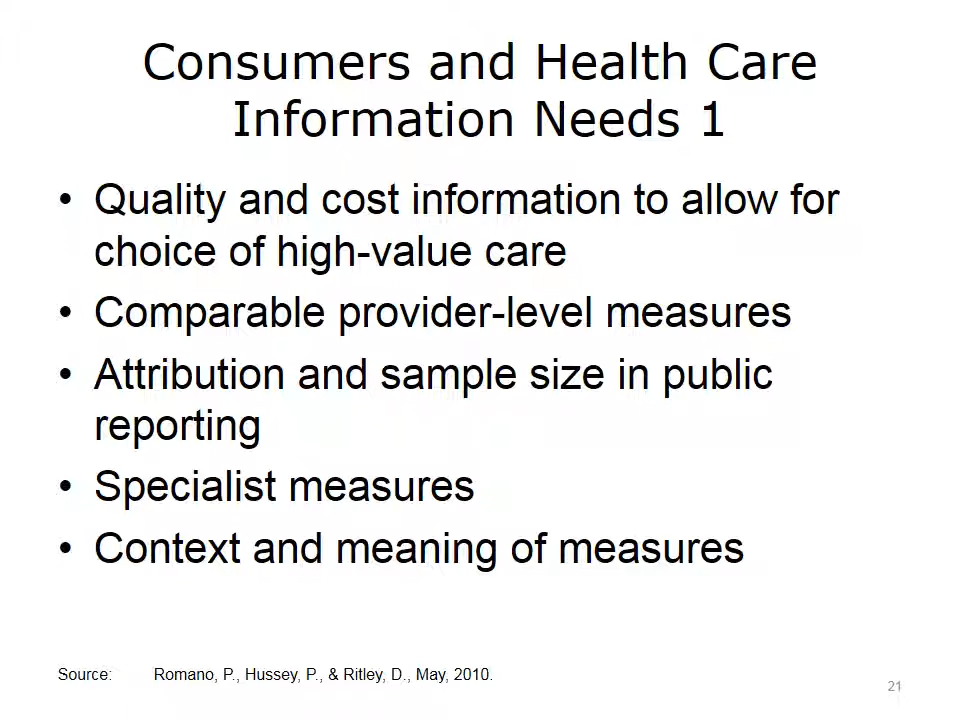 Consumers and Health Care
Information Needs 1
• Quality and cost information to allow for
choice of high-value care
• Comparable provider-level measures
• Attribution and sample size in public
reporting
• Specialist measures
• Context and meaning of measures
Source: Romano, P., Hussey, P., & Ritley, D., May, 2010.
21